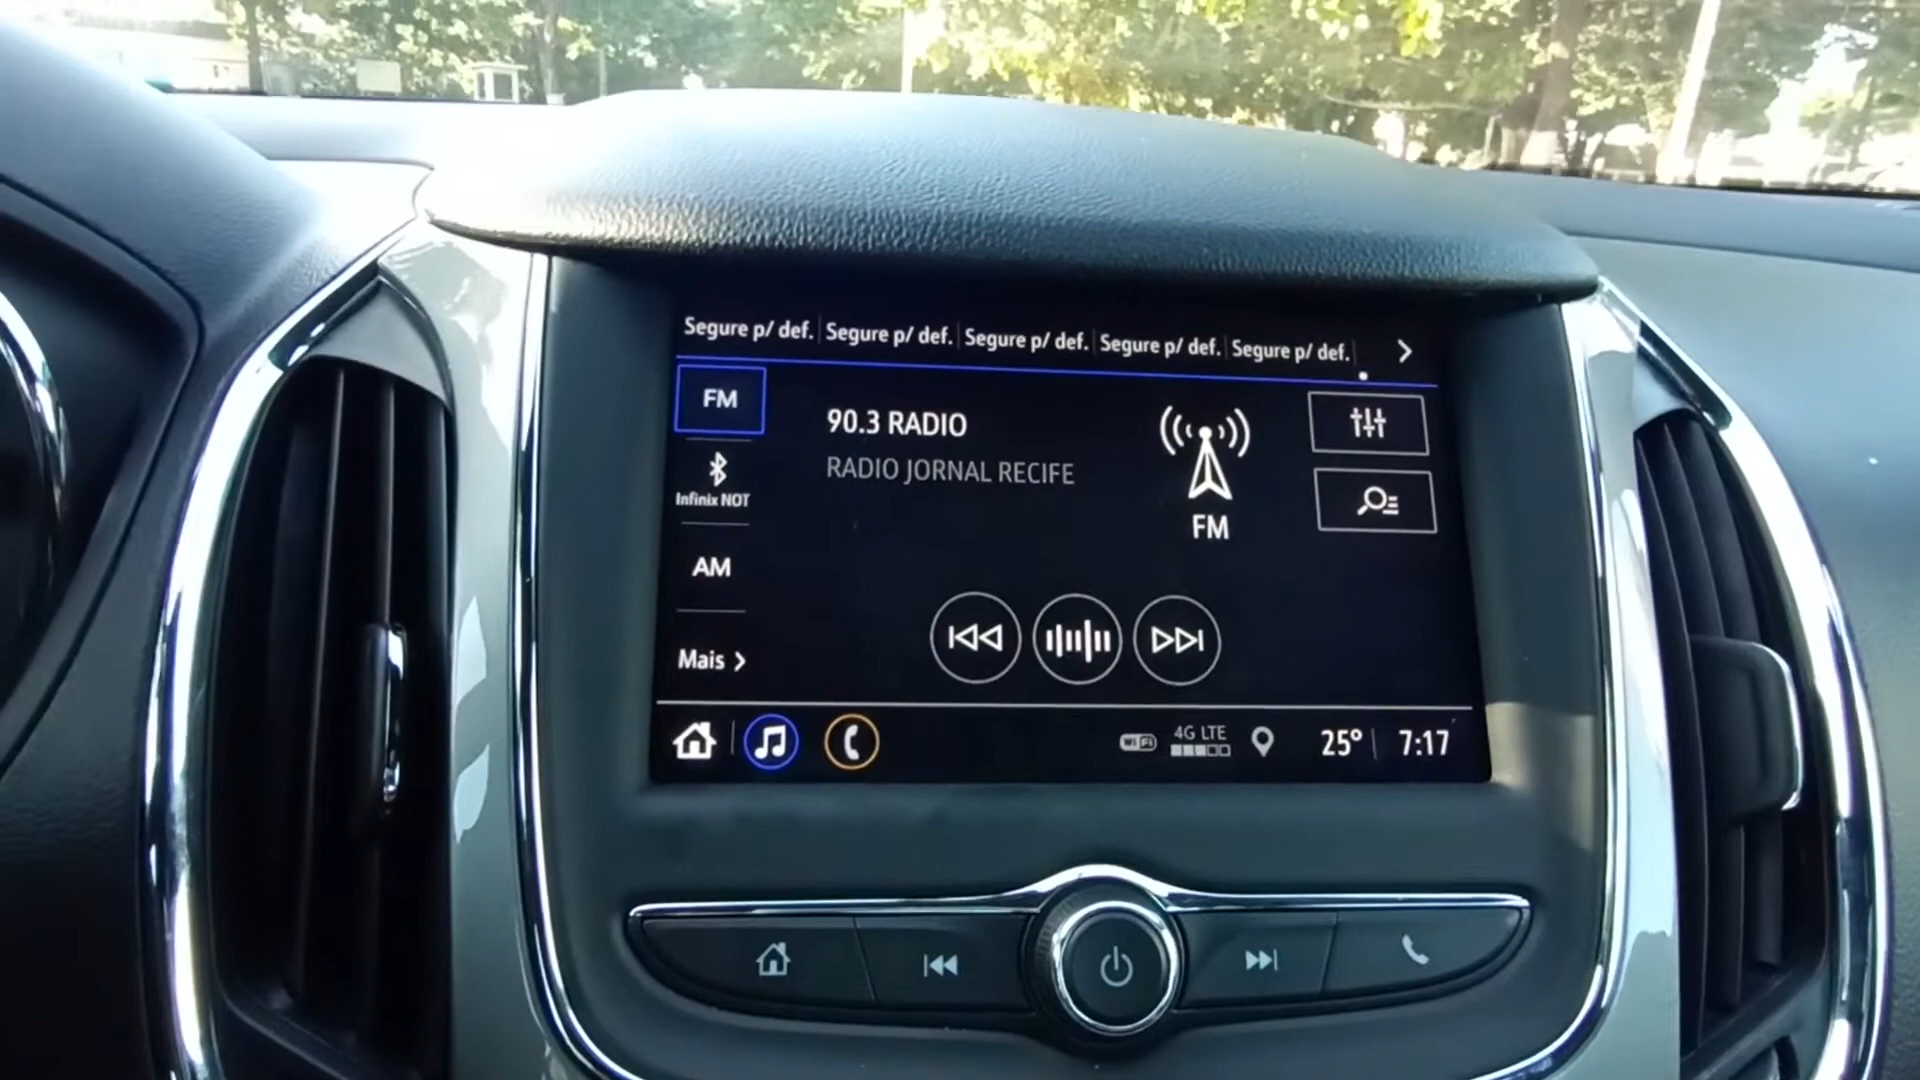 Segure p/ def. Segure p/ def. Segure p/ def. Segure p/ def. Segure p/ def.
FM
90.3 RADIO
RADIO JORNAL RECIFE
FM
Infinix NOT
AM
Mais
WiFi
4G LTE
25° 7:17